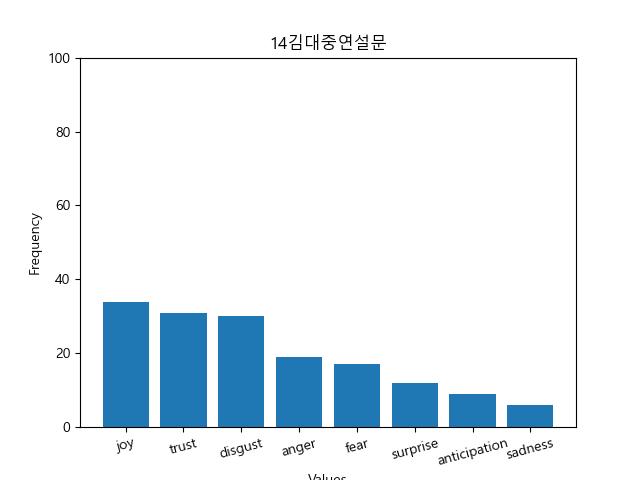 14김대중연설문
100
80
60
40
20
0
Frequency
joy trust disgust anger fear surprise anticipation sadness
Values